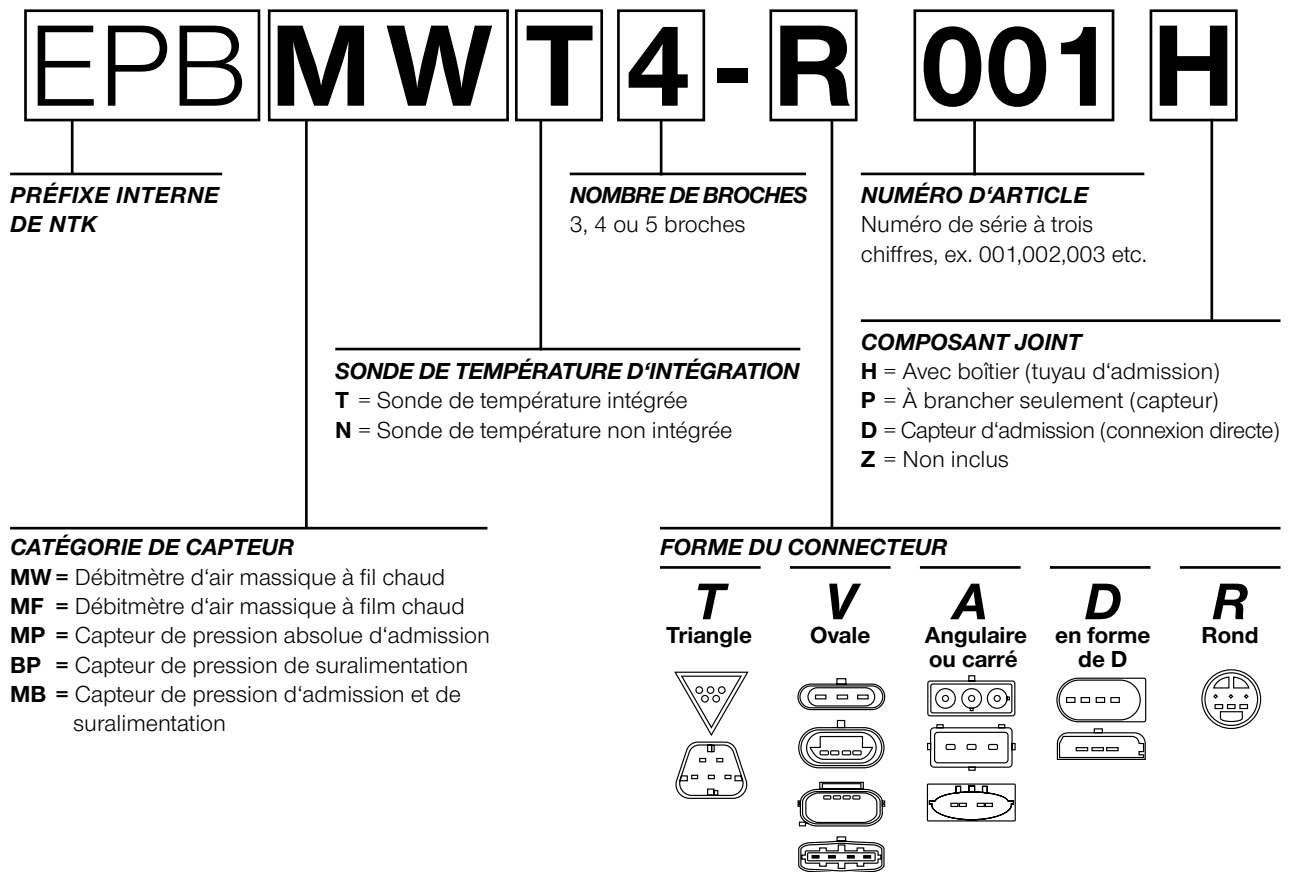 EPB MW T 4 - R 001 H
PRÉFIXE INTERNE
DE NTK
NOMBRE DE BROCHES
3, 4 ou 5 broches
NUMÉRO D‘ARTICLE
Numéro de série à trois
chiffres, ex. 001,002,003 etc.
SONDE DE TEMPÉRATURE D‘INTÉGRATION
T = Sonde de température intégrée
N = Sonde de température non intégrée
COMPOSANT JOINT
H = Avec boîtier (tuyau d‘admission)
P = À brancher seulement (capteur)
D = Capteur d‘admission (connexion directe)
Z = Non inclus
CATÉGORIE DE CAPTEUR
MW = Débitmètre d‘air massique à fil chaud
MF = Débitmètre d‘air massique à film chaud
MP = Capteur de pression absolue d‘admission
BP = Capteur de pression de suralimentation
MB = Capteur de pression d‘admission et de
suralimentation
FORME DU CONNECTEUR
T
Triangle
V
Ovale
A
Angulaire
ou carré
D
en forme
de D
R
Rond